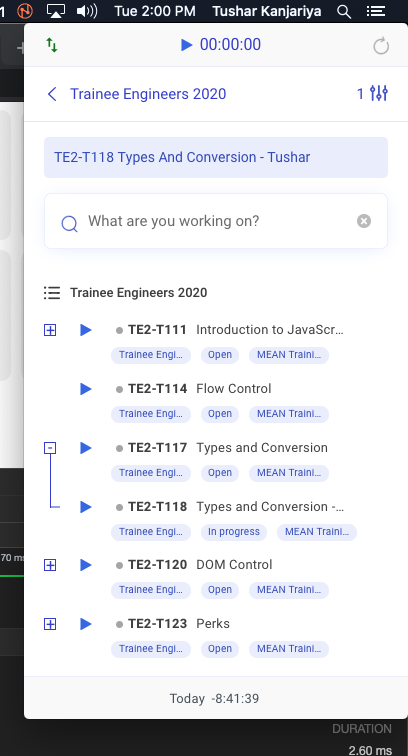 1 Tue 2:00 PM Tushar Kanjariya
00:00:00
Trainee Engineers 2020 1
TE2-T118 Types And Conversion - Tushar
What are you working on?
Trainee Engineers 2020
TE2-T111 Introduction to JavaScr...
Trainee Engi... Open MEAN Traini...
TE2-T114 Flow Control
Trainee Engi... Open MEAN Traini...
TE2-T117 Types and Conversion
Trainee Engi... Open MEAN Traini...
TE2-T118 Types and Conversion -...
Trainee Engi... In progress MEAN Traini...
70 ms
TE2-T120 DOM Control
Trainee Engi... Open MEAN Traini...
TE2-T123 Perks
Trainee Engi... Open MEAN Traini...
Today -8:41:39
DURATION
2.60 ms